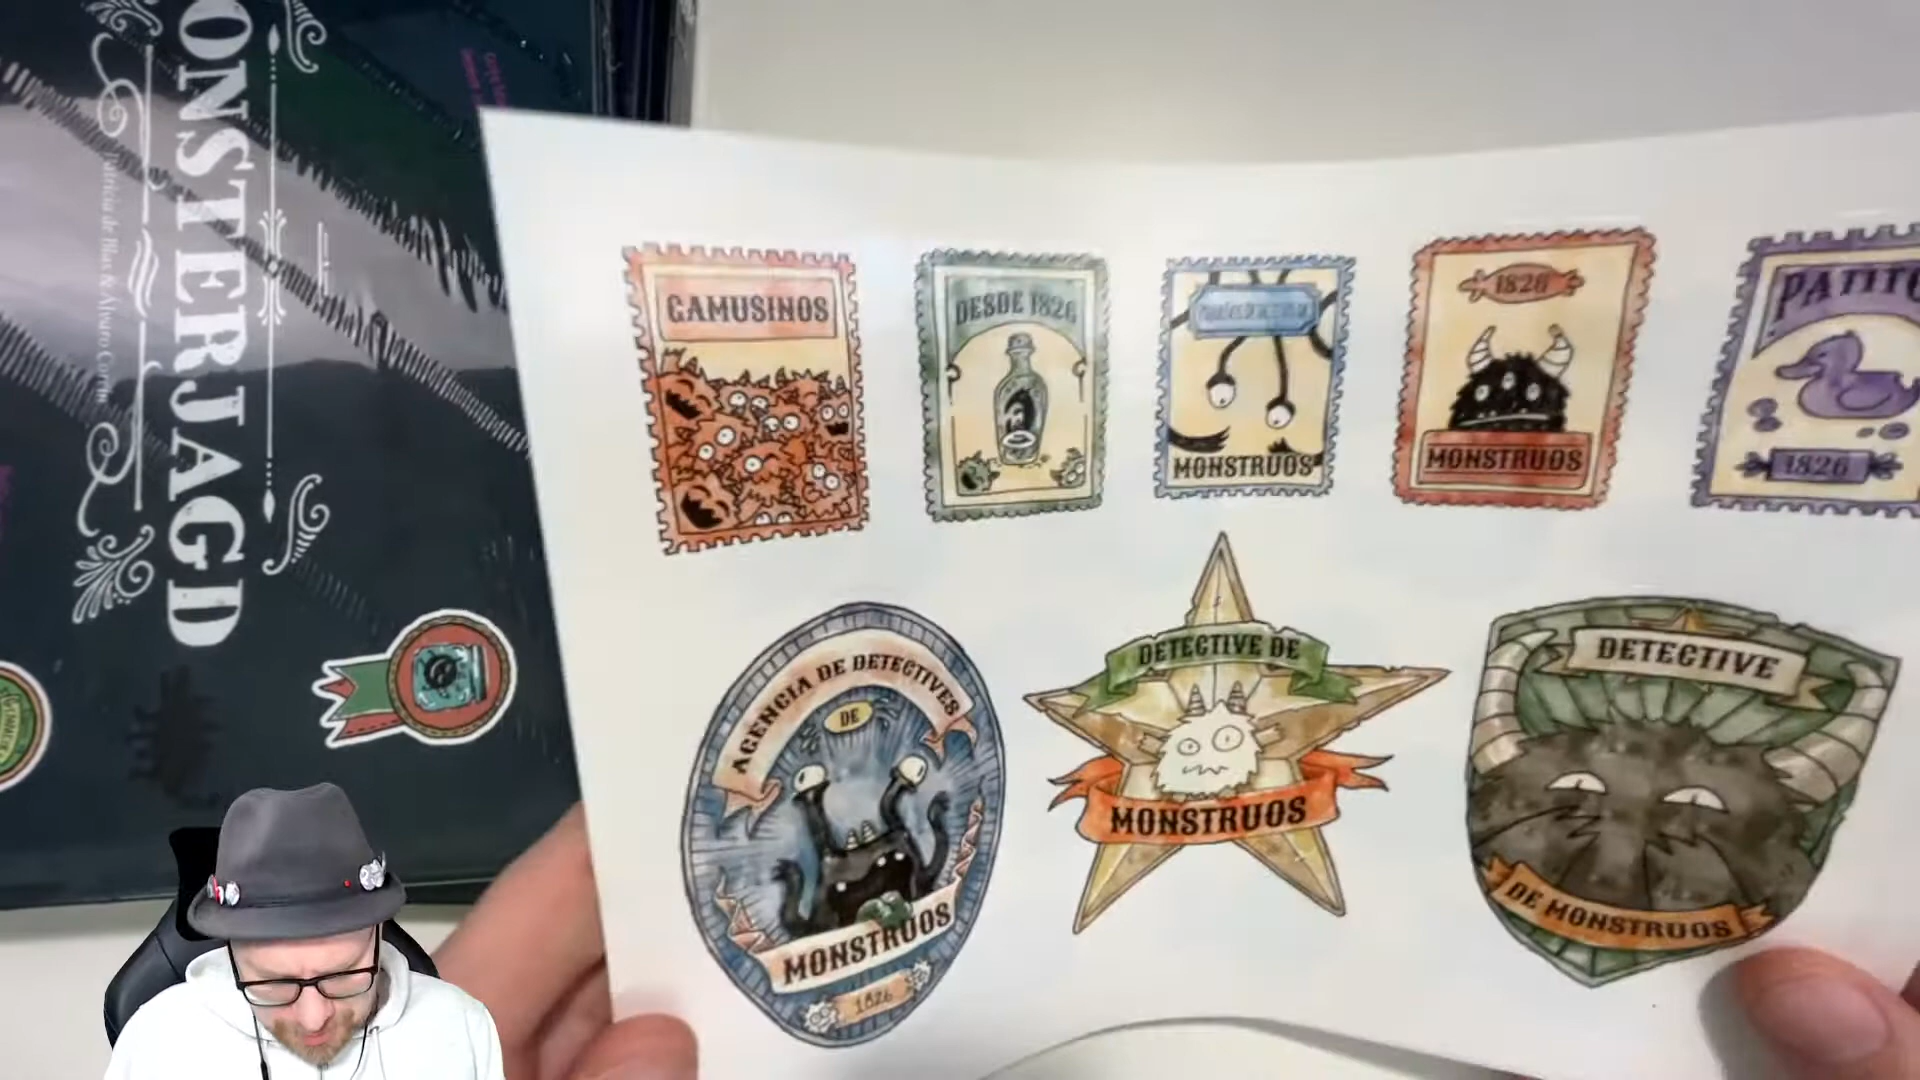 ONSTERJAGD
GAMUSINOS
DESDE 1826
MONSTRUOS
1826
MONSTRUOS
PATITO
1826
AGENCIA DE DETECTIVES
DE
MONSTRUOS
1826
DETECTIVE DE
MONSTRUOS
DETECTIVE
DE MONSTRUOS